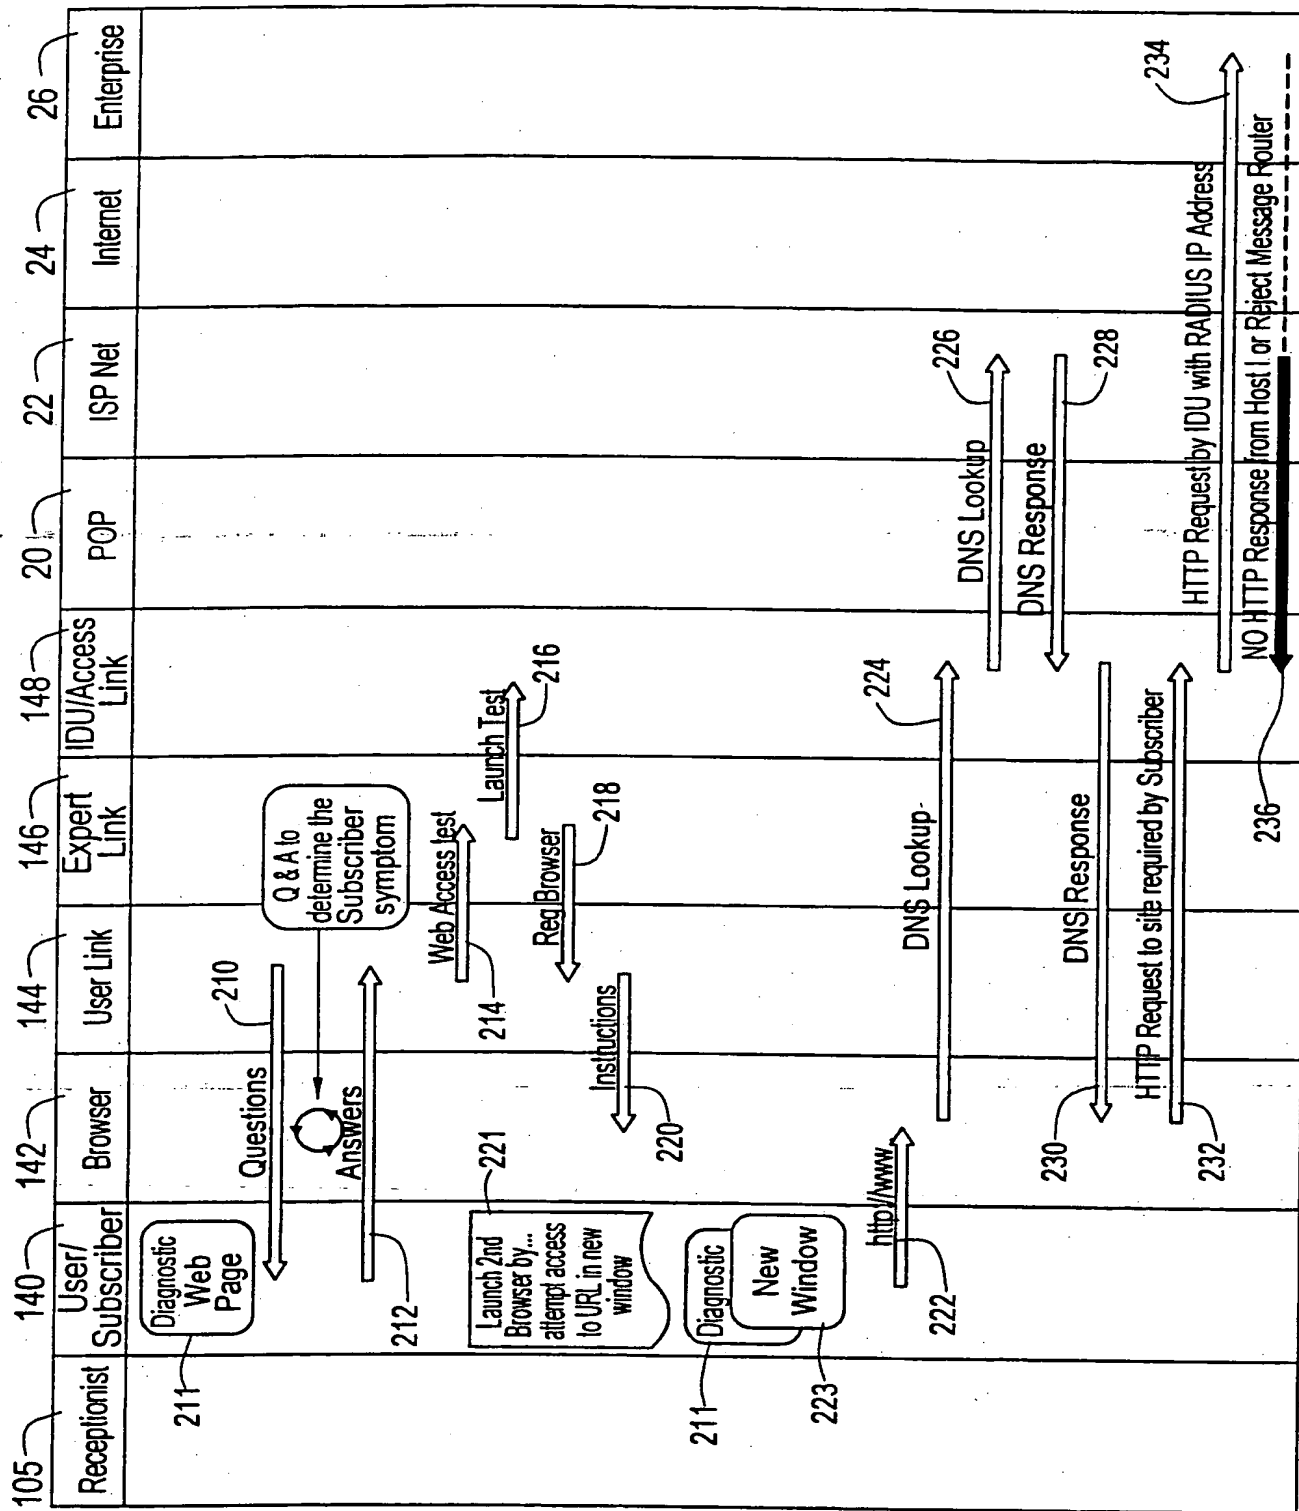 105
140
142
144
146
148
20
22
24
26
Receptionist
User/
Subscriber
Browser
User Link
Expert
Link
IDU/Access
Link
POP
ISP Net
Internet
Enterprise
Diagnostic
Web
Page
211
Questions
210
Q & A to
determine the
Subscriber
symptom
Answers
212
Web Access test
214
Launch Test
216
Req Browser
218
Instructions
220
221
Launch 2nd
Browser by...
attempt access
to URL in new
window
Diagnostic
211
New
Window
223
http://www
222
DNS Lookup
224
DNS Lookup
226
DNS Response
228
DNS Response
230
HTTP Request to site required by Subscriber
232
HTTP Request by IDU with RADIUS IP Address
234
NO HTTP Response from Host I or Reject Message Router
236